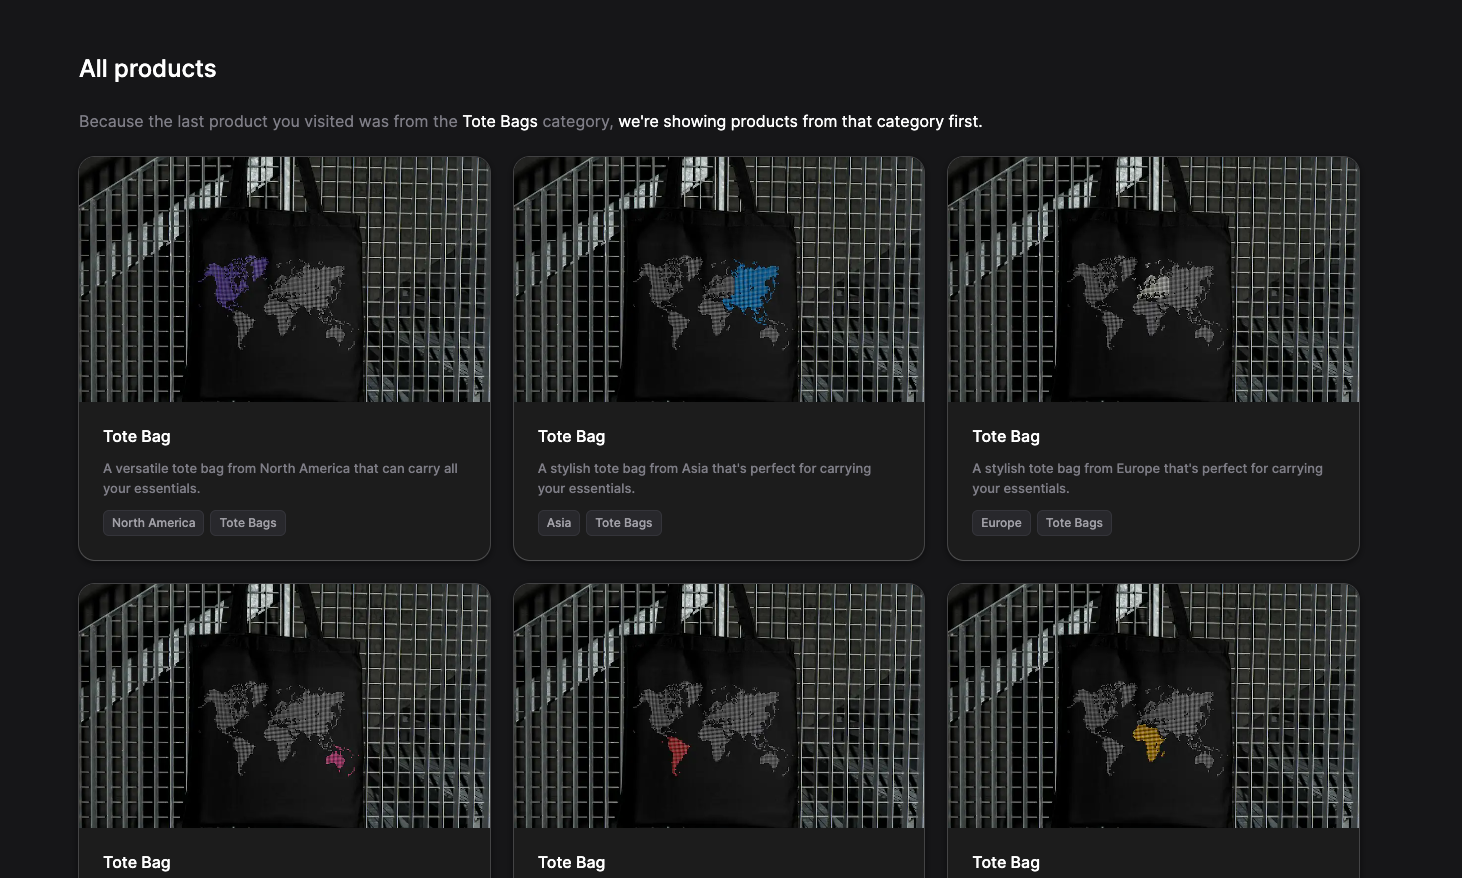 All products
Because the last product you visited was from the Tote Bags category, we're showing products from that category first.
Tote Bag
A versatile tote bag from North America that can carry all
your essentials.
North America
Tote Bags
Tote Bag
A stylish tote bag from Asia that's perfect for carrying
your essentials.
Asia
Tote Bags
Tote Bag
A stylish tote bag from Europe that's perfect for carrying
your essentials.
Europe
Tote Bags
Tote Bag
Tote Bag
Tote Bag